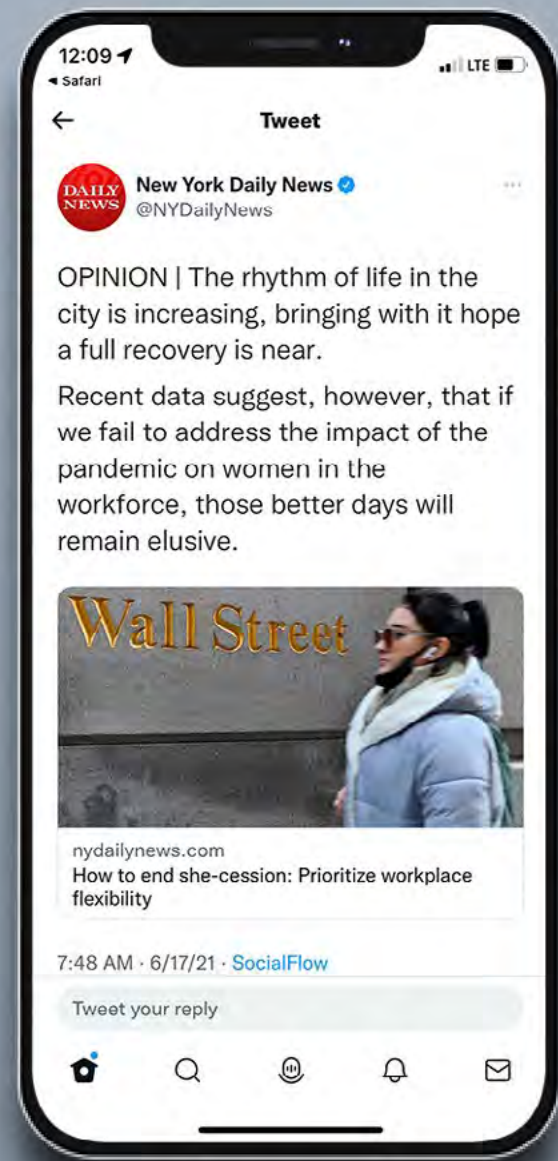 12:09
LTE
Safari
Tweet
DAILY
NEWS
New York Daily News
@NYDailyNews
OPINION | The rhythm of life in the
city is increasing, bringing with it hope
a full recovery is near.
Recent data suggest, however, that if
we fail to address the impact of the
pandemic on women in the
workforce, those better days will
remain elusive.
Wall Street
nydailynews.com
How to end she-cession: Prioritize workplace
flexibility
7:48 AM · 6/17/21 · SocialFlow
Tweet your reply